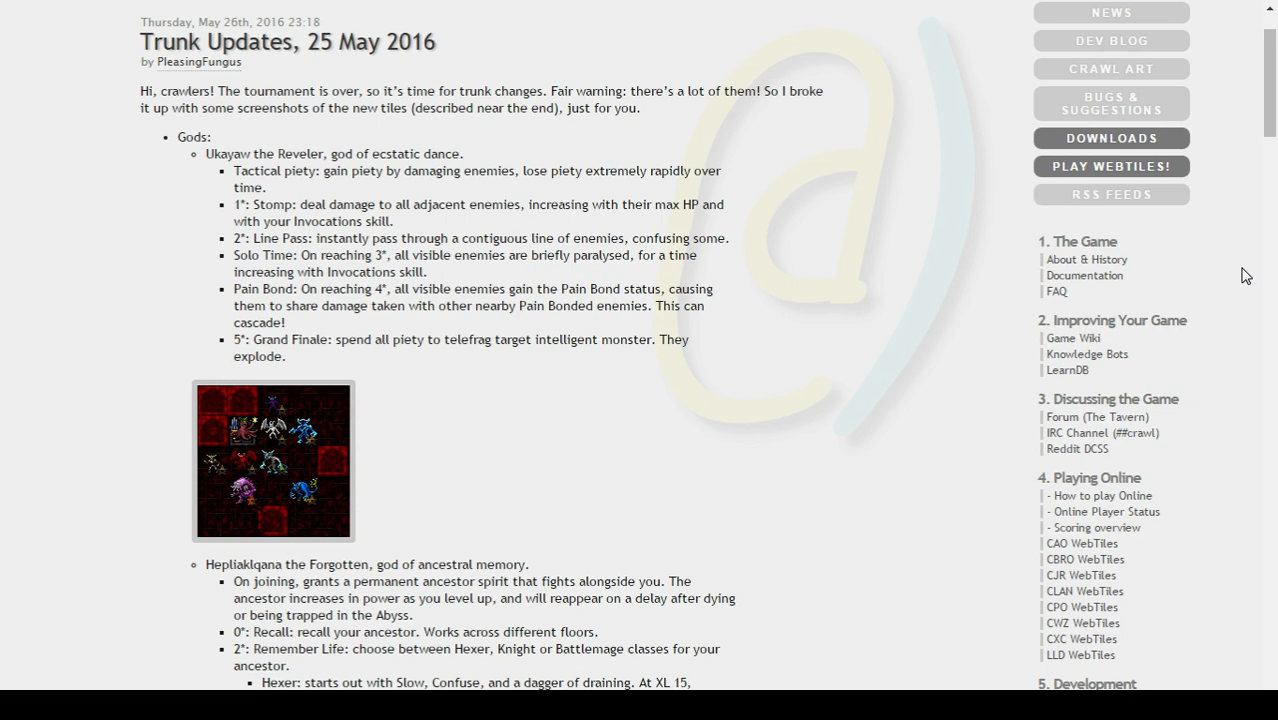 Thursday, May 26th, 2016 23:18
Trunk Updates, 25 May 2016
by PleasingFungus
Hi, crawlers! The tournament is over, so it's time for trunk changes. Fair warning: there's a lot of them! So I broke
it up with some screenshots of the new tiles (described near the end), just for you.
• Gods:
Ukayaw the Reveler, god of ecstatic dance.
Tactical piety: gain piety by damaging enemies, lose piety extremely rapidly over
time.
1*: Stomp: deal damage to all adjacent enemies, increasing with their max HP and
with your Invocations skill.
2*: Line Pass: instantly pass through a contiguous line of enemies, confusing some.
Solo Time: On reaching 3*, all visible enemies are briefly paralysed, for a time
increasing with Invocations skill.
Pain Bond: On reaching 4*, all visible enemies gain the Pain Bond status, causing
them to share damage taken with other nearby Pain Bonded enemies. This can
cascade!
5*: Grand Finale: spend all piety to telefrag target intelligent monster. They
explode.
Hepliaklqana the Forgotten, god of ancestral memory.
On joining, grants a permanent ancestor spirit that fights alongside you. The
ancestor increases in power as you level up, and will reappear on a delay after dying
or being trapped in the Abyss.
0*: Recall: recall your ancestor. Works across different floors.
2*: Remember Life: choose between Hexer, Knight or Battlemage classes for your
ancestor.
Hexer: starts out with Slow, Confuse, and a dagger of draining. At XL 15,
@)
NEWS
DEV BLOG
CRAWL ART
BUGS &
SUGGESTIONS
DOWNLOADS
PLAY WEBTILES!
RSS FEEDS
1. The Game
About & History
Documentation
FAQ
2. Improving Your Game
Game Wiki
Knowledge Bots
LearnDB
3. Discussing the Game
Forum (The Tavern)
IRC Channel (##crawl)
Reddit DCSS
4. Playing Online
- How to play Online
- Online Player Status
- Scoring overview
CAO WebTiles
CBRO WebTiles
CJR WebTiles
CLAN WebTiles
CPO WebTiles
CWZ WebTiles
CXC WebTiles
LLD WebTiles
5. Development